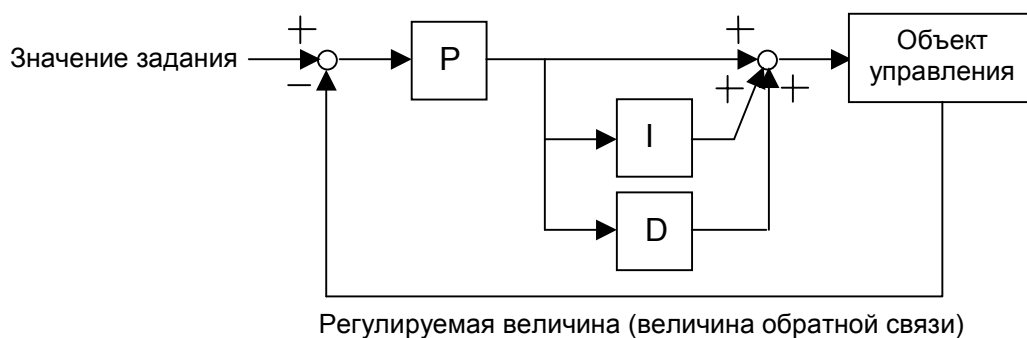 Значение задания
+
−
P
+
+
+
I
D
Объект
управления
Регулируемая величина (величина обратной связи)